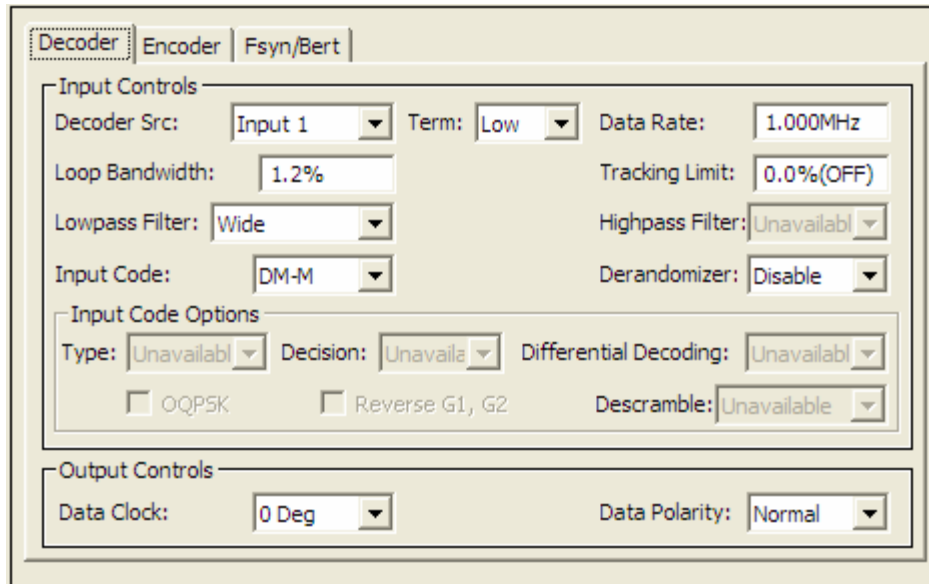 Decoder Encoder Fsyn/Bert
Input Controls
Decoder Src: Input 1 Term: Low Data Rate: 1.000MHz
Loop Bandwidth: 1.2% Tracking Limit: 0.0%(OFF)
Lowpass Filter: Wide Highpass Filter: Unavailabl
Input Code: DM-M Derandomizer: Disable
Input Code Options
Type: Unavailabl Decision: Unavaila Differential Decoding: Unavailabl
OQPSK Reverse G1, G2 Descramble: Unavailable
Output Controls
Data Clock: 0 Deg Data Polarity: Normal